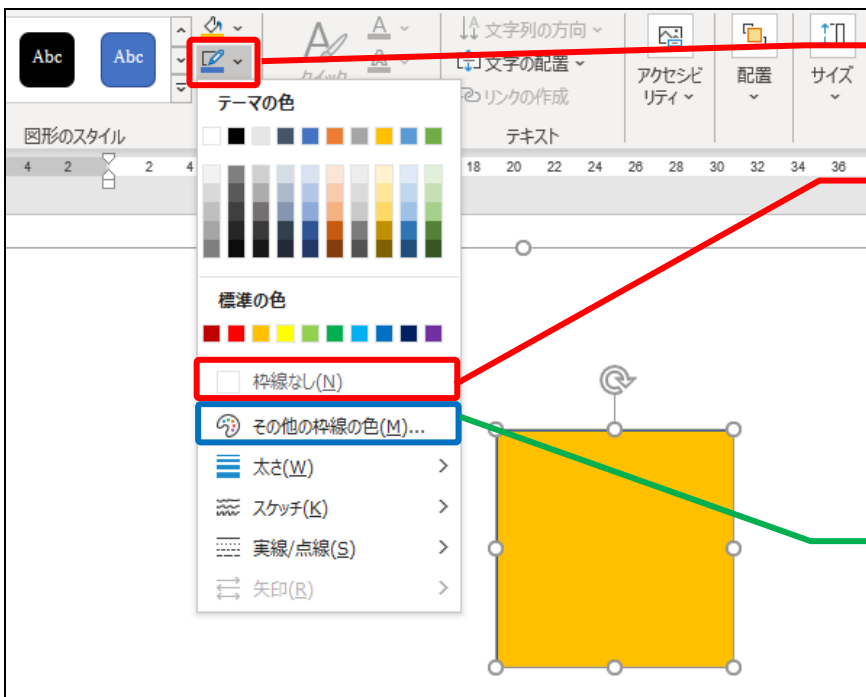 Abc
Abc
A
A
A
クイック
文字列の方向
文字の配置
リンクの作成
アクセシビ
リティ
配置
サイズ
図形のスタイル
テキスト
4 2 2 4 18 20 22 24 26 28 30 32 34 36
テーマの色
標準の色
枠線なし(N)
その他の枠線の色(M)...
太さ(W)
スケッチ(K)
実線/点線(S)
矢印(R)